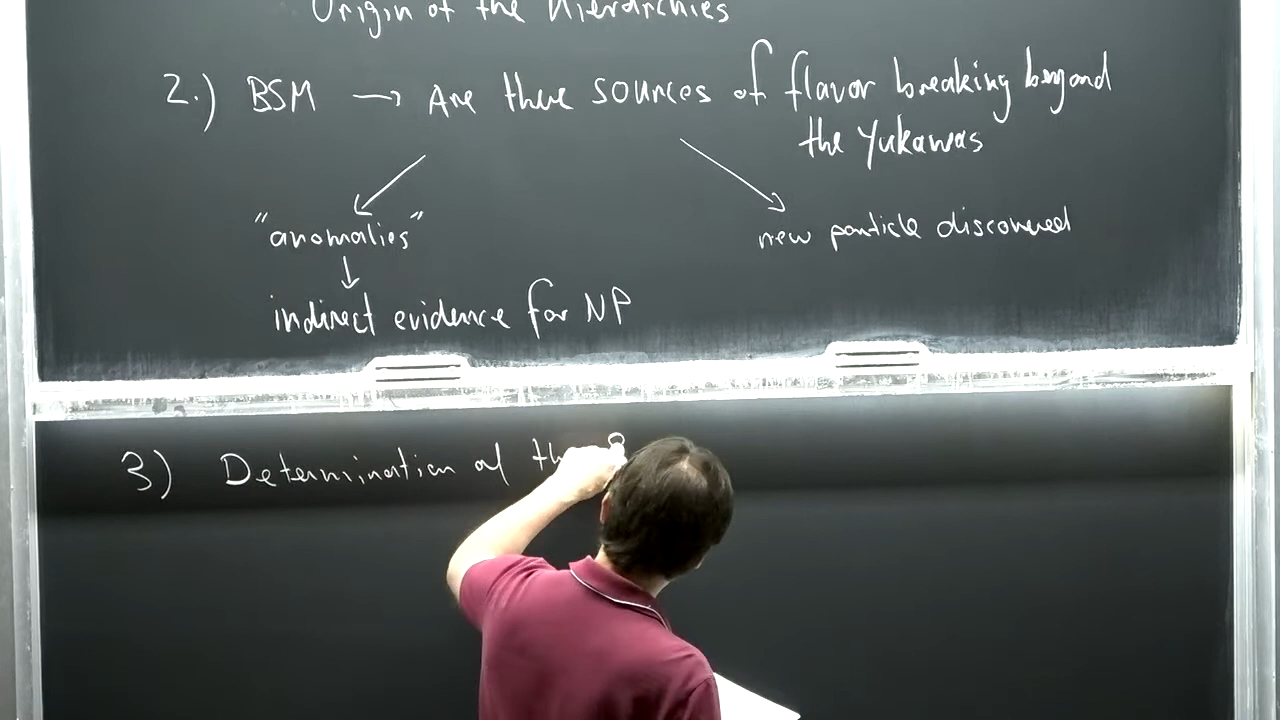 Origin of the Hierarchies
2.) BSM → Are there sources of flavor breaking beyond
the Yukawas
"anomalies"
new particle discovered
↓
indirect evidence for NP
3) Determination of